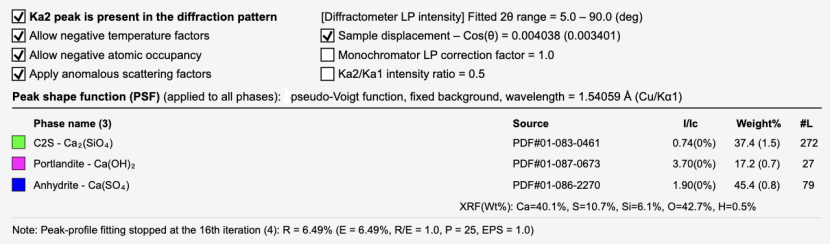 Ka2 peak is present in the diffraction pattern [Diffractometer LP intensity] Fitted 2θ range = 5.0 – 90.0 (deg)
Allow negative temperature factors Sample displacement – Cos(θ) = 0.004038 (0.003401)
Allow negative atomic occupancy Monochromator LP correction factor = 1.0
Apply anomalous scattering factors Ka2/Ka1 intensity ratio = 0.5
Peak shape function (PSF) (applied to all phases): pseudo-Voigt function, fixed background, wavelength = 1.54059 Å (Cu/Kα1)
Phase name (3) Source I/Ic Weight% #L
C2S - Ca₂(SiO₄) PDF#01-083-0461 0.74(0%) 37.4 (1.5) 272
Portlandite - Ca(OH)₂ PDF#01-087-0673 3.70(0%) 17.2 (0.7) 27
Anhydrite - Ca(SO₄) PDF#01-086-2270 1.90(0%) 45.4 (0.8) 79
XRF(Wt%): Ca=40.1%, S=10.7%, Si=6.1%, O=42.7%, H=0.5%
Note: Peak-profile fitting stopped at the 16th iteration (4): R = 6.49% (E = 6.49%, R/E = 1.0, P = 25, EPS = 1.0)